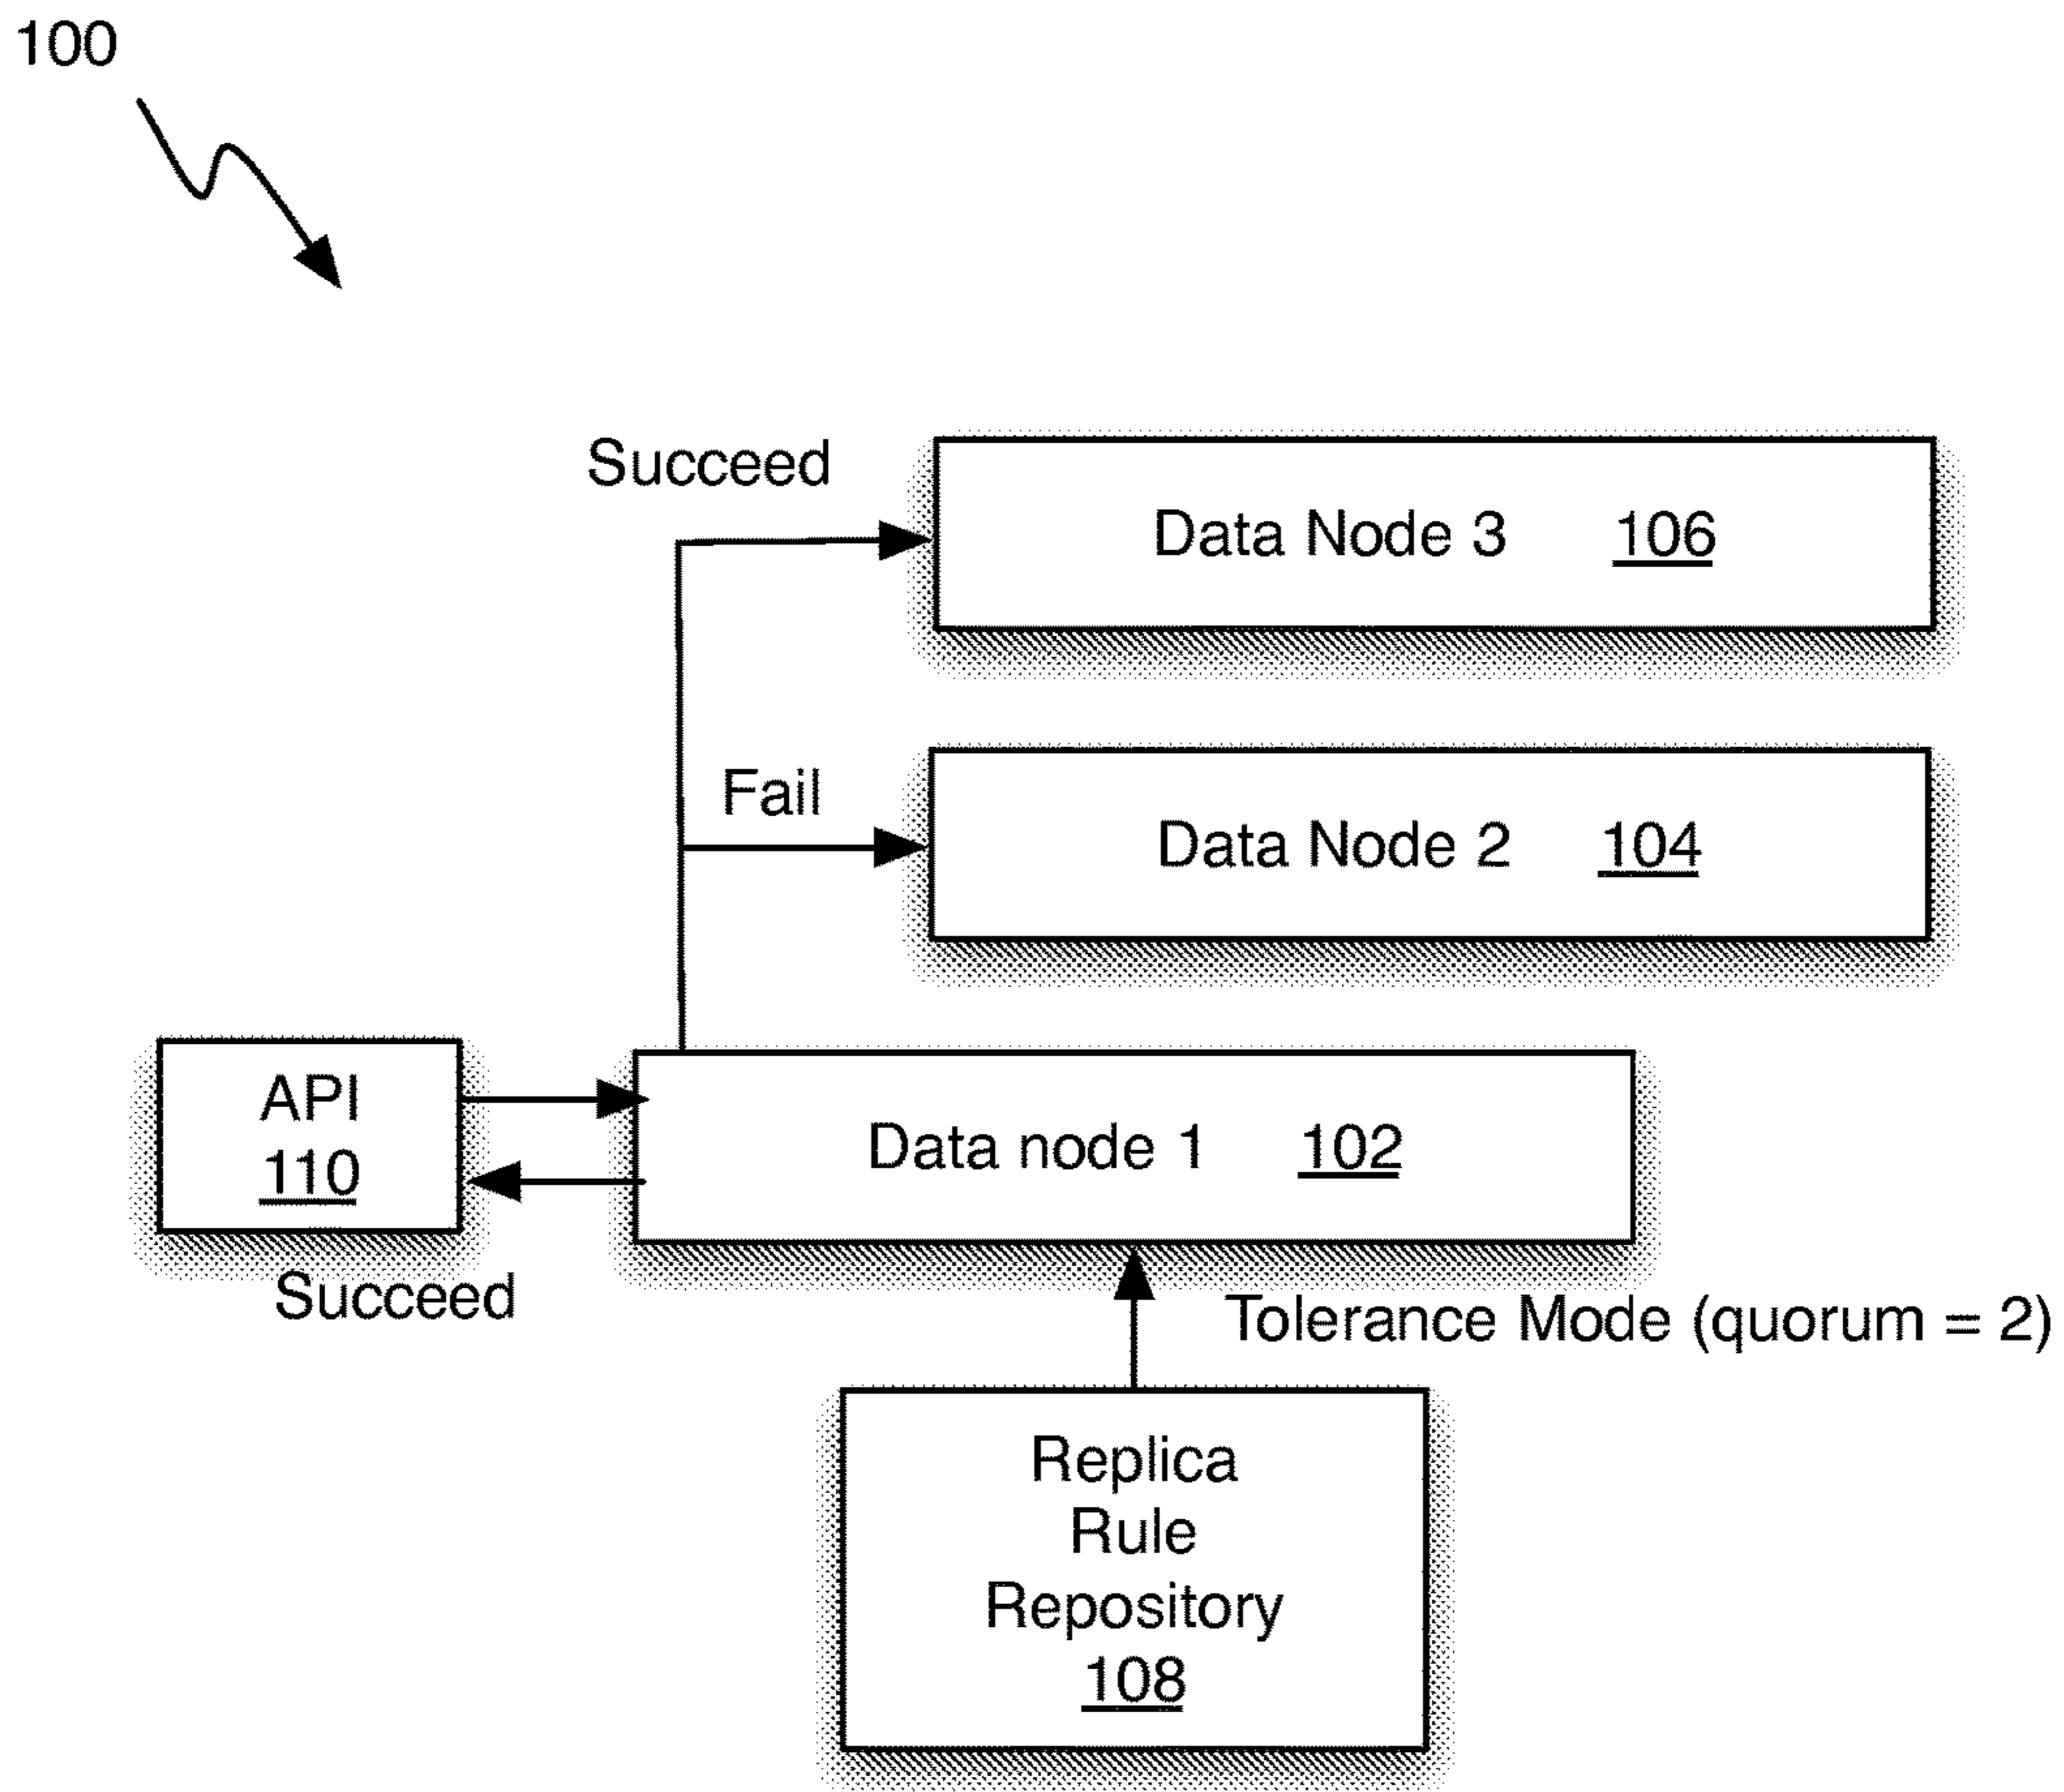 100
Succeed
Data Node 3 106
Fail
Data Node 2 104
API
110
Data node 1 102
Succeed
Tolerance Mode (quorum = 2)
Replica
Rule
Repository
108